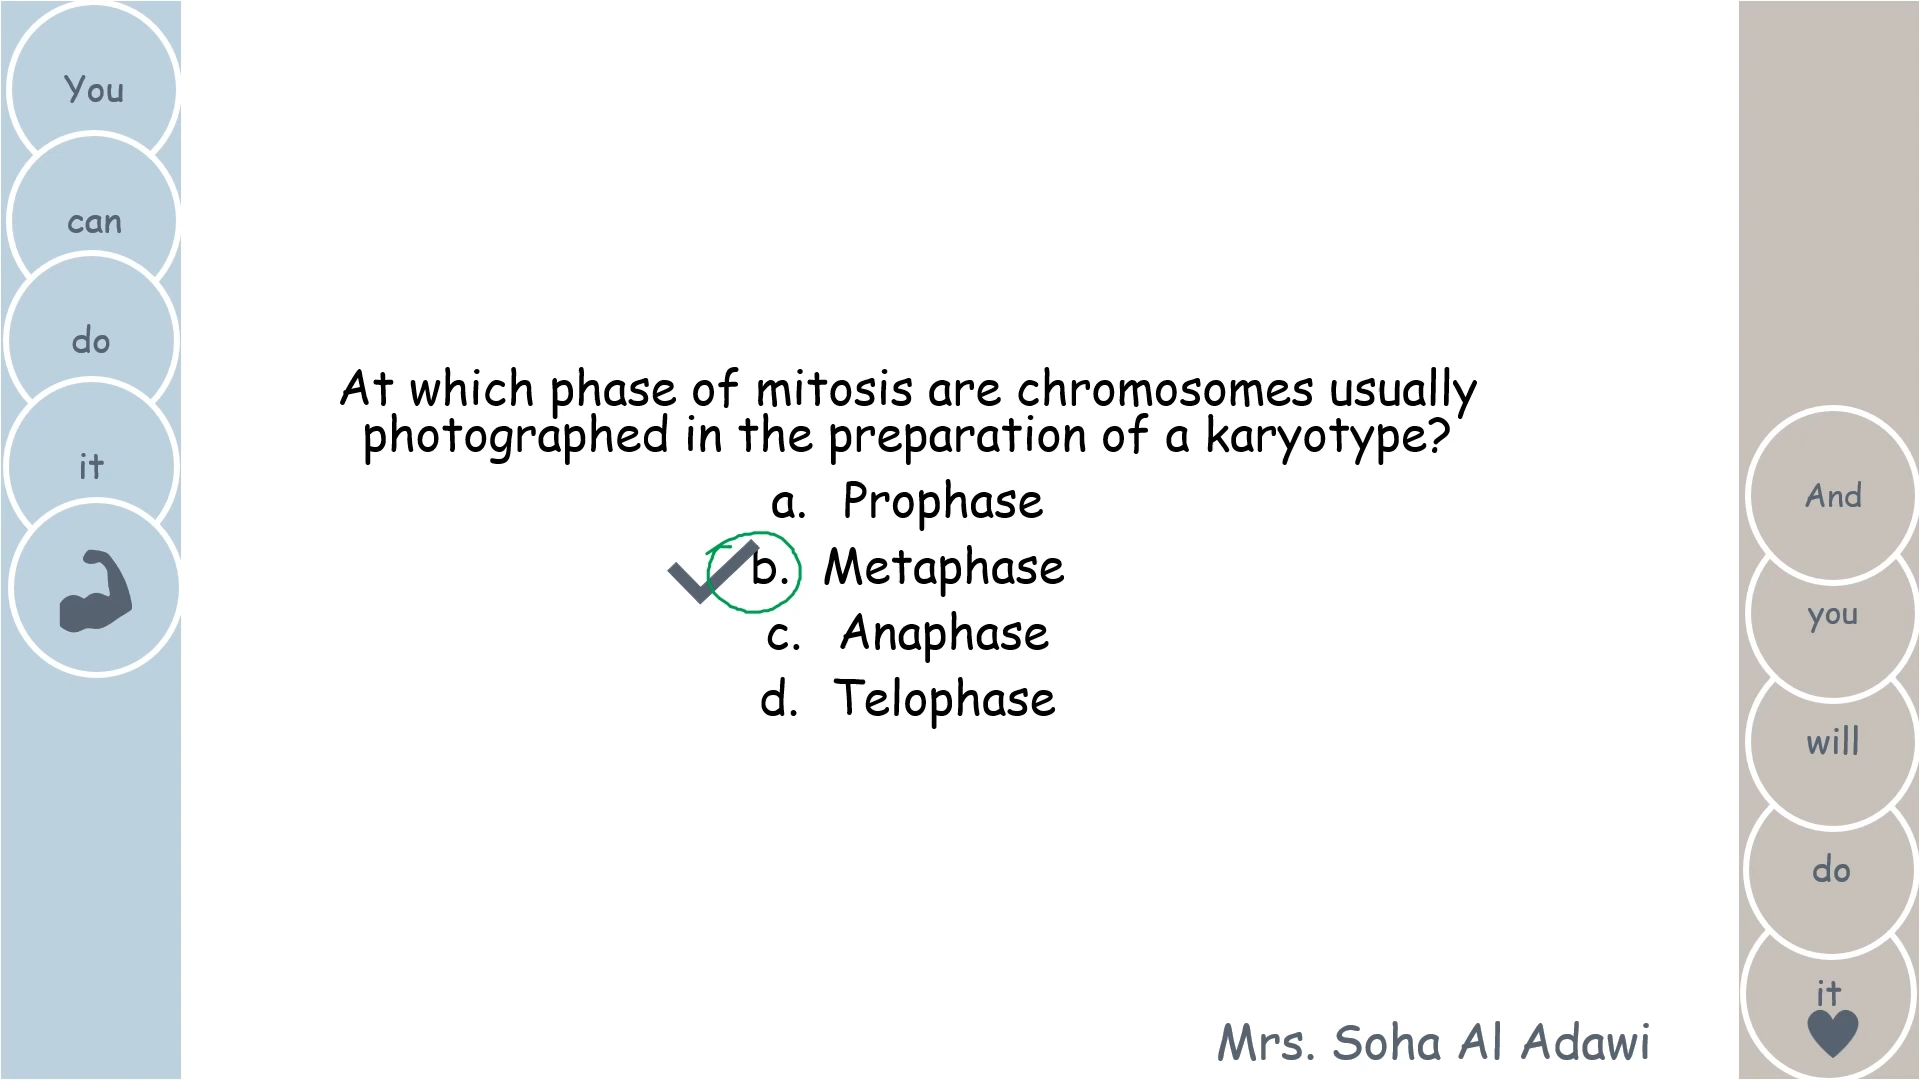 You
can
do
it
At which phase of mitosis are chromosomes usually
photographed in the preparation of a karyotype?
a. Prophase
b. Metaphase
c. Anaphase
d. Telophase
And
you
will
do
it
Mrs. Soha Al Adawi